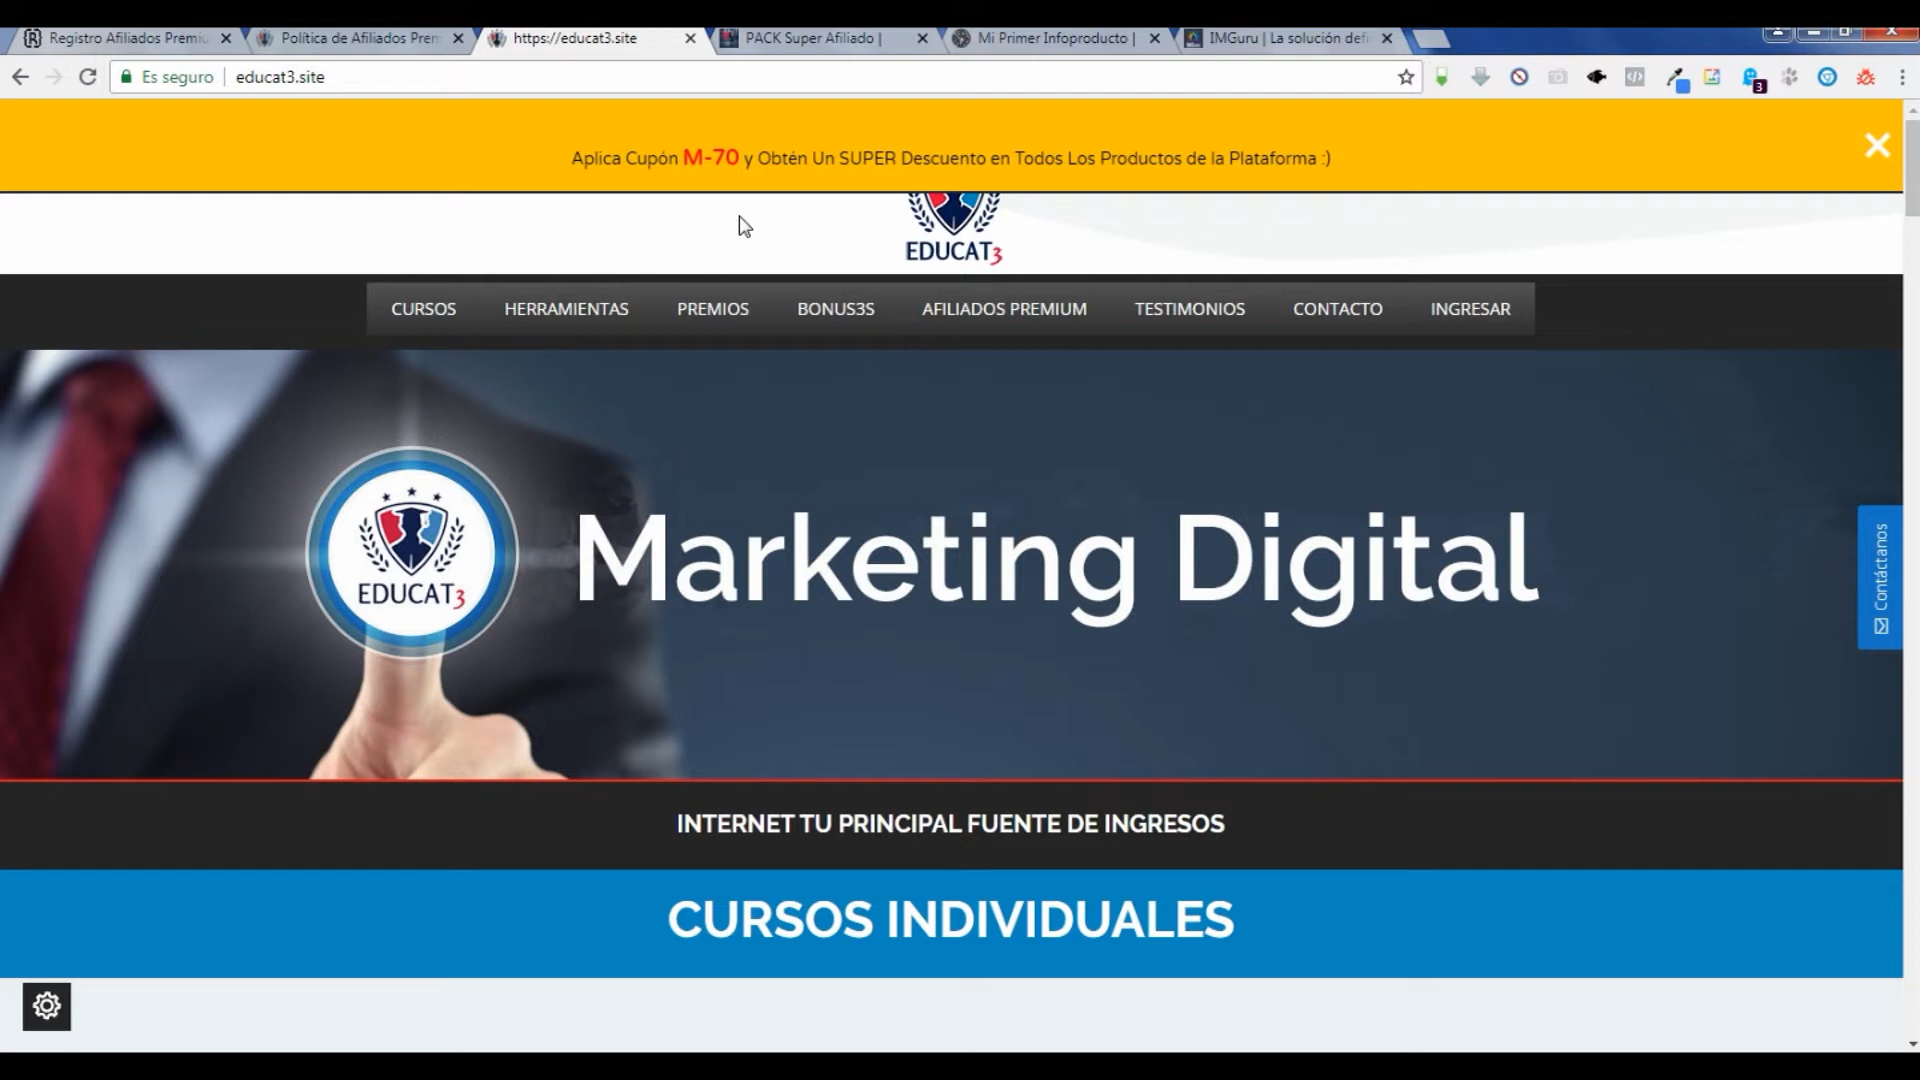 Registro Afiliados Premiu
Política de Afiliados Prem
https://educat3.site
PACK Super Afiliado |
Mi Primer Infoproducto |
IMGuru | La solución defi
Es seguro
educat3.site
3
Aplica Cupón M-70 y Obtén Un SUPER Descuento en Todos Los Productos de la Plataforma :)
EDUCAT3
CURSOS
HERRAMIENTAS
PREMIOS
BONUS3S
AFILIADOS PREMIUM
TESTIMONIOS
CONTACTO
INGRESAR
EDUCAT3
Marketing Digital
Contáctanos
INTERNET TU PRINCIPAL FUENTE DE INGRESOS
CURSOS INDIVIDUALES